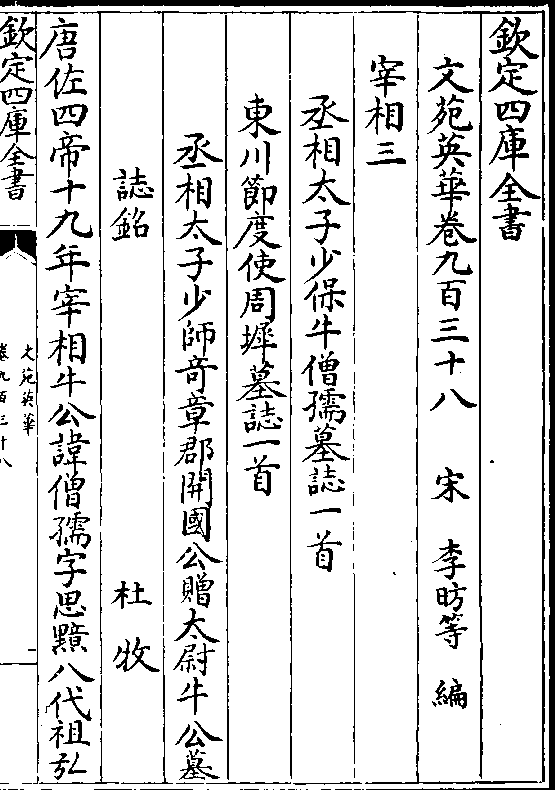 欽定四庫全書
文苑英華卷九百三十八 宋 李昉等 編
宰相三
丞相太子少保牛僧孺墓誌一首
東川節度使周墀墓誌一首
丞相太子少師奇章郡開國公贈太尉牛公墓
誌銘 杜牧
唐佐四帝十九年宰相牛公諱僧孺字思黯八代祖弘
欽定四庫全書
文苑英華
卷九百三十八